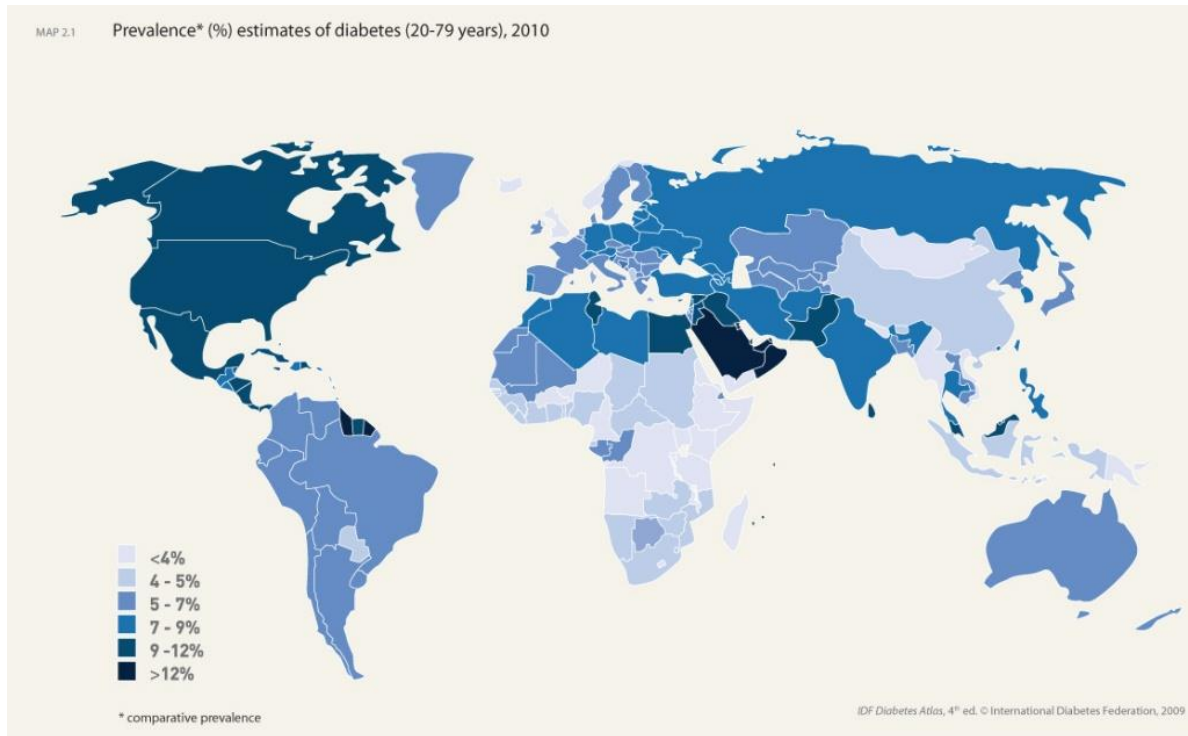 MAP 2.1 Prevalence* (%) estimates of diabetes (20-79 years), 2010
<4%
4 - 5%
5 - 7%
7 - 9%
9 -12%
>12%
* comparative prevalence
IDF Diabetes Atlas, 4th ed. © International Diabetes Federation, 2009